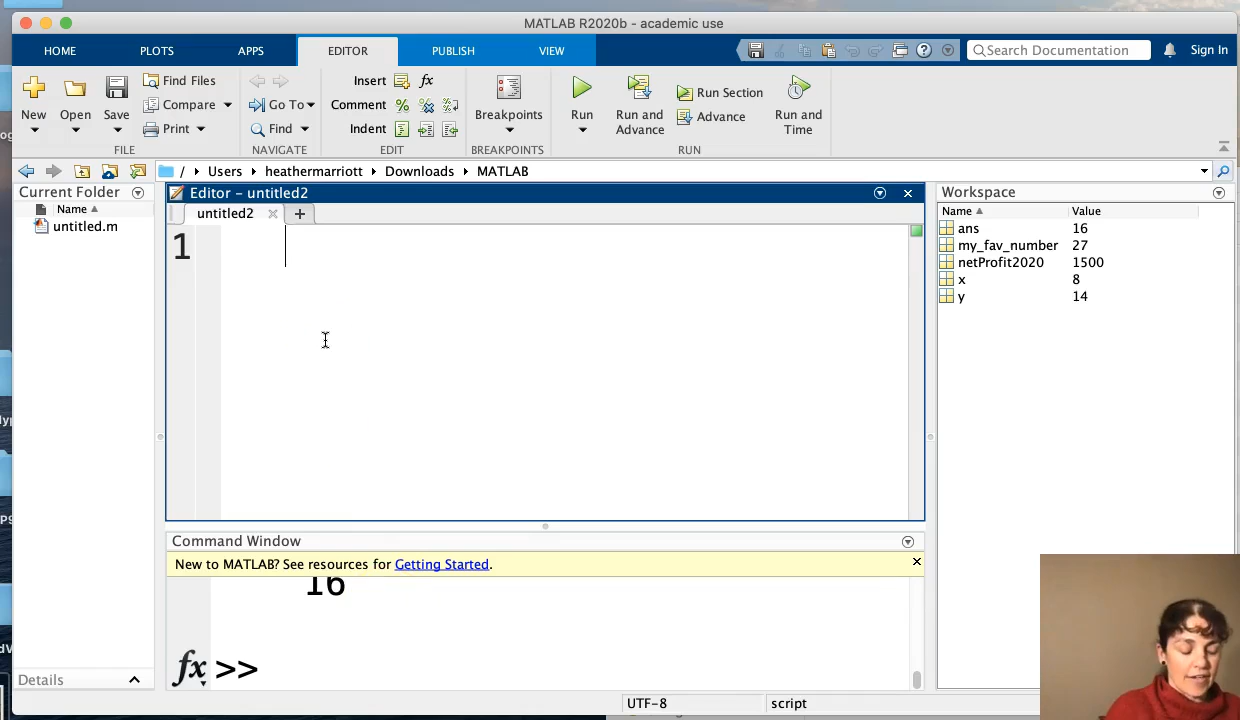 MATLAB R2020b - academic use
HOME PLOTS APPS EDITOR PUBLISH VIEW Search Documentation Sign In
New Open Save Find Files Compare Print FILE
Go To Find NAVIGATE
Insert fx Comment Indent EDIT
Breakpoints BREAKPOINTS
Run Run and Advance Run Section Advance Run and Time RUN
/ Users heathermarriott Downloads MATLAB
Current Folder
Name
untitled.m
Details
Editor - untitled2
untitled2 +
1
Command Window
New to MATLAB? See resources for Getting Started.
16
fx >>
Workspace
Name Value
ans 16
my_fav_number 27
netProfit2020 1500
x 8
y 14
UTF-8 script